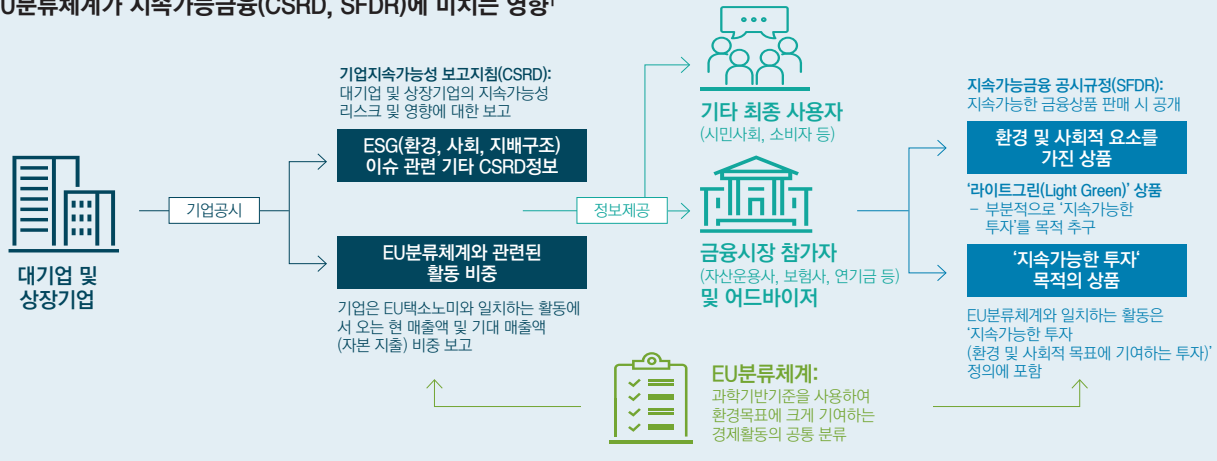 U분류체계가 지속가능금융(CSRD, SFDR)에 미치는 영향¹
대기업 및
상장기업
기업공시
기업지속가능성 보고지침(CSRD):
대기업 및 상장기업의 지속가능성
리스크 및 영향에 대한 보고
ESG(환경, 사회, 지배구조)
이슈 관련 기타 CSRD정보
EU분류체계와 관련된
활동 비중
기업은 EU택소노미와 일치하는 활동에
서 오는 현 매출액 및 기대 매출액
(자본 지출) 비중 보고
정보제공
기타 최종 사용자
(시민사회, 소비자 등)
금융시장 참가자
(자산운용사, 보험사, 연기금 등)
및 어드바이저
지속가능금융 공시규정(SFDR):
지속가능한 금융상품 판매 시 공개
환경 및 사회적 요소를
가진 상품
‘라이트그린(Light Green)’ 상품
– 부분적으로 ‘지속가능한
투자’를 목적 추구
‘지속가능한 투자‘
목적의 상품
EU분류체계와 일치하는 활동은
‘지속가능한 투자
(환경 및 사회적 목표에 기여하는 투자)’
정의에 포함
EU분류체계:
과학기반기준을 사용하여
환경목표에 크게 기여하는
경제활동의 공통 분류